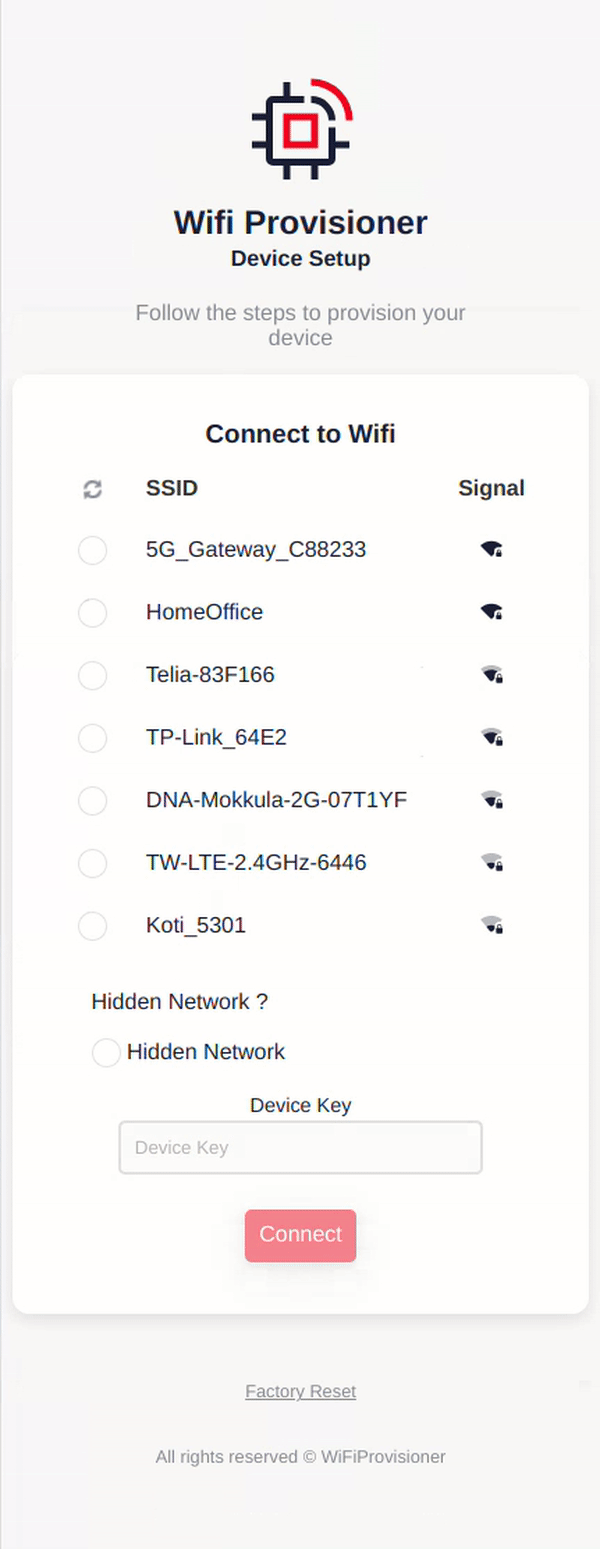 Wifi Provisioner
Device Setup
Follow the steps to provision your
device
Connect to Wifi
SSID Signal
5G_Gateway_C88233
HomeOffice
Telia-83F166
TP-Link_64E2
DNA-Mokkula-2G-07T1YF
TW-LTE-2.4GHz-6446
Koti_5301
Hidden Network ?
Hidden Network
Device Key
Device Key
Connect
Factory Reset
All rights reserved © WiFiProvisioner